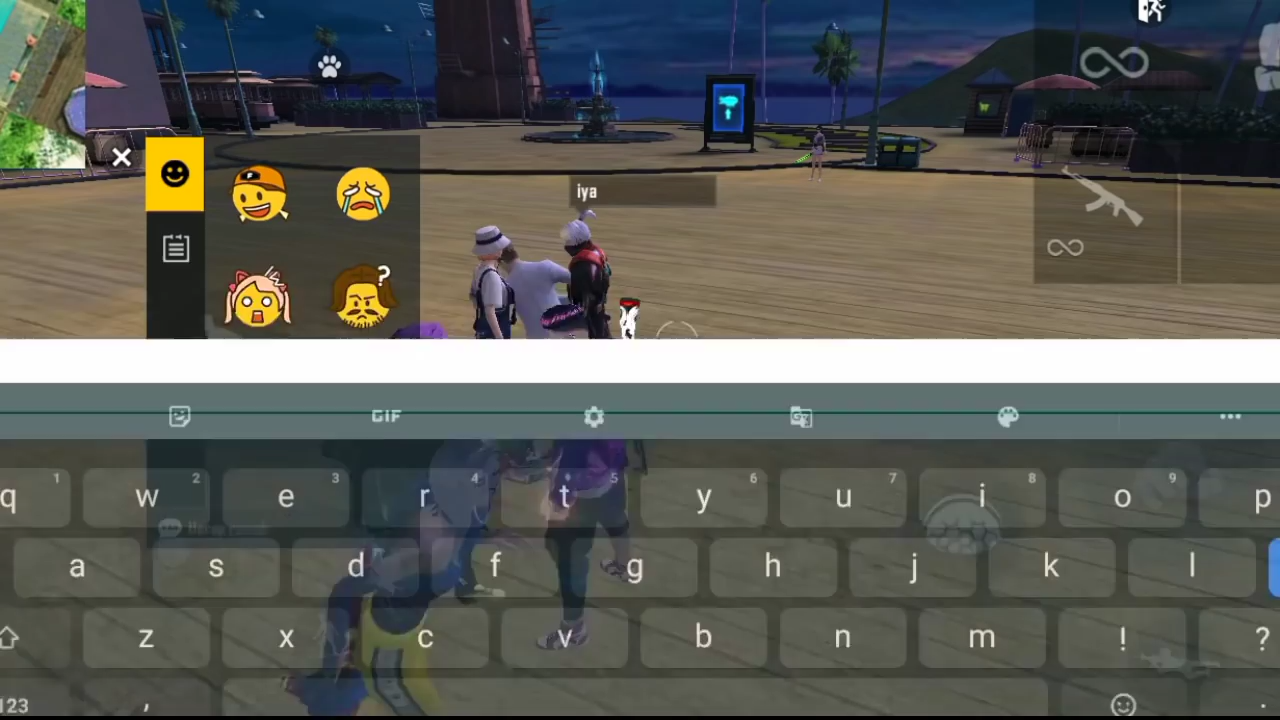 iya
GIF
q 1 w 2 e 3 r 4 t 5 y 6 u 7 i 8 o 9 p
a s d f g h j k l
z x c v b n m ! ?
123 , .